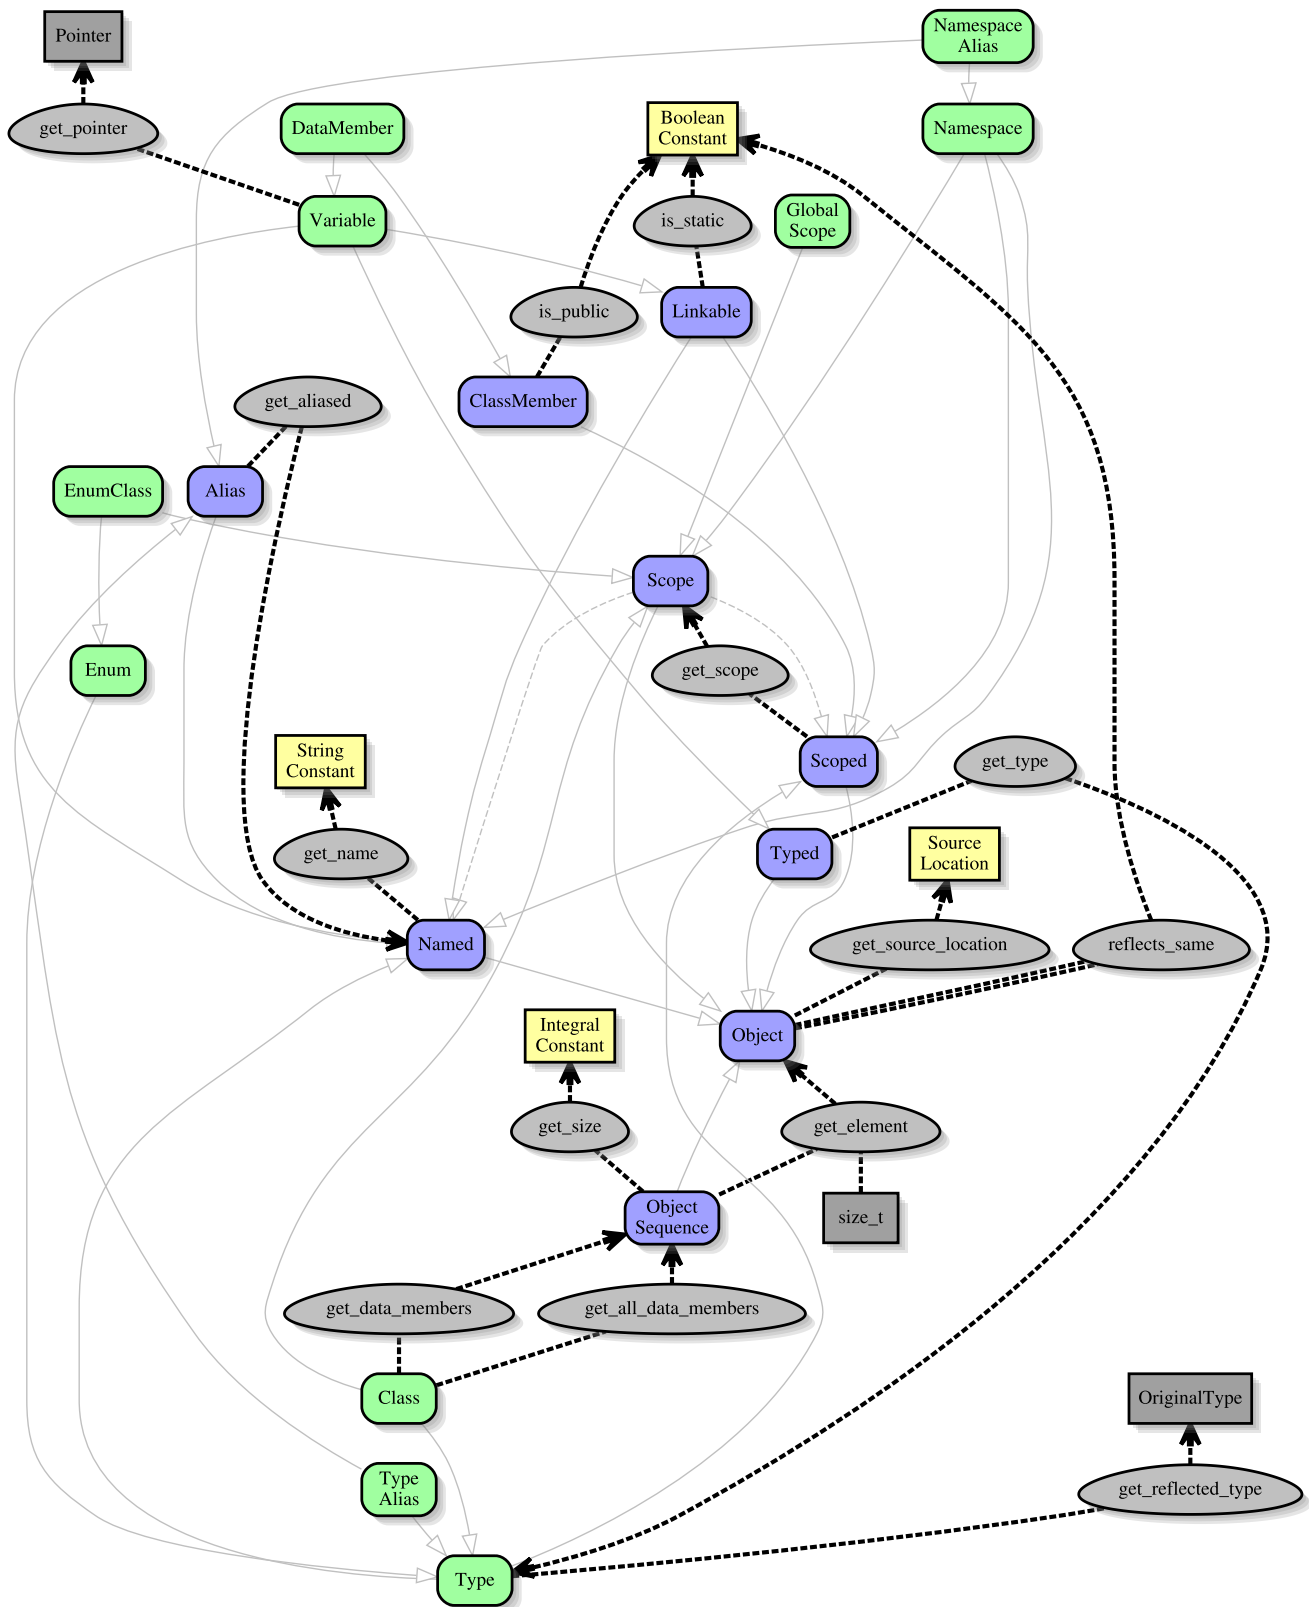 Namespace
Alias
Pointer
get_pointer
DataMember
Boolean
Constant
Namespace
Variable
is_static
Global
Scope
is_public
Linkable
get_aliased
ClassMember
EnumClass
Alias
Scope
Enum
get_scope
String
Constant
Scoped
get_type
get_name
Typed
Source
Location
Named
get_source_location
reflects_same
Integral
Constant
Object
get_size
get_element
Object
Sequence
size_t
get_data_members
get_all_data_members
Class
OriginalType
Type
Alias
get_reflected_type
Type